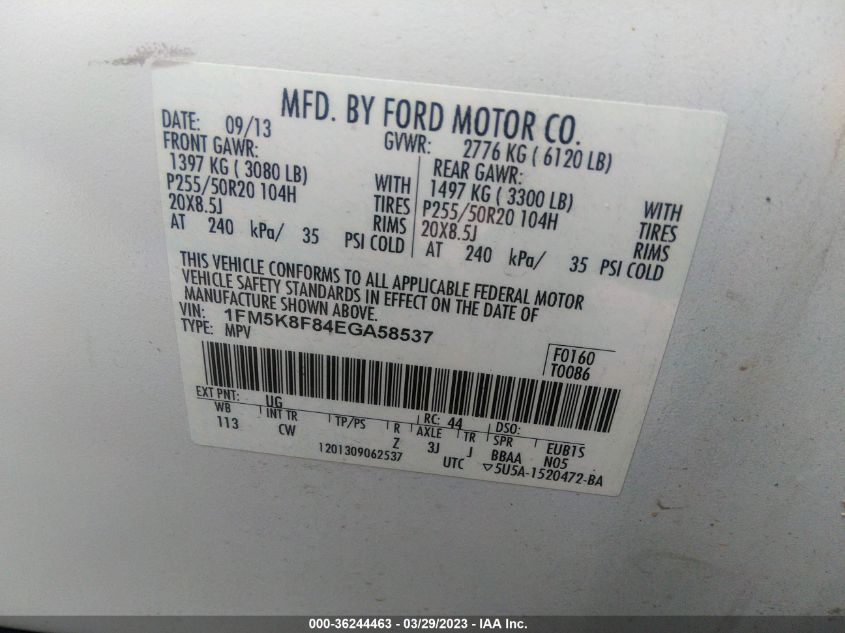 MFD. BY FORD MOTOR CO.
DATE: 09/13 GVWR: 2776 KG ( 6120 LB)
FRONT GAWR: REAR GAWR:
1397 KG ( 3080 LB) WITH 1497 KG ( 3300 LB) WITH
P255/50R20 104H TIRES P255/50R20 104H TIRES
20X8.5J RIMS 20X8.5J RIMS
AT 240 kPa/ 35 PSI COLD AT 240 kPa/ 35 PSI COLD
THIS VEHICLE CONFORMS TO ALL APPLICABLE FEDERAL MOTOR
VEHICLE SAFETY STANDARDS IN EFFECT ON THE DATE OF
MANUFACTURE SHOWN ABOVE.
VIN: 1FM5K8F84EGA58537
TYPE: MPV
F0160
T0086
EXT PNT: UG RC: 44 DSO:
WB INT TR TP/PS R AXLE TR SPR EUB1S
113 CW Z 3J J BBAA N05
1201309062537 UTC ▽5U5A-1520472-BA
000-36244463 - 03/29/2023 - IAA Inc.